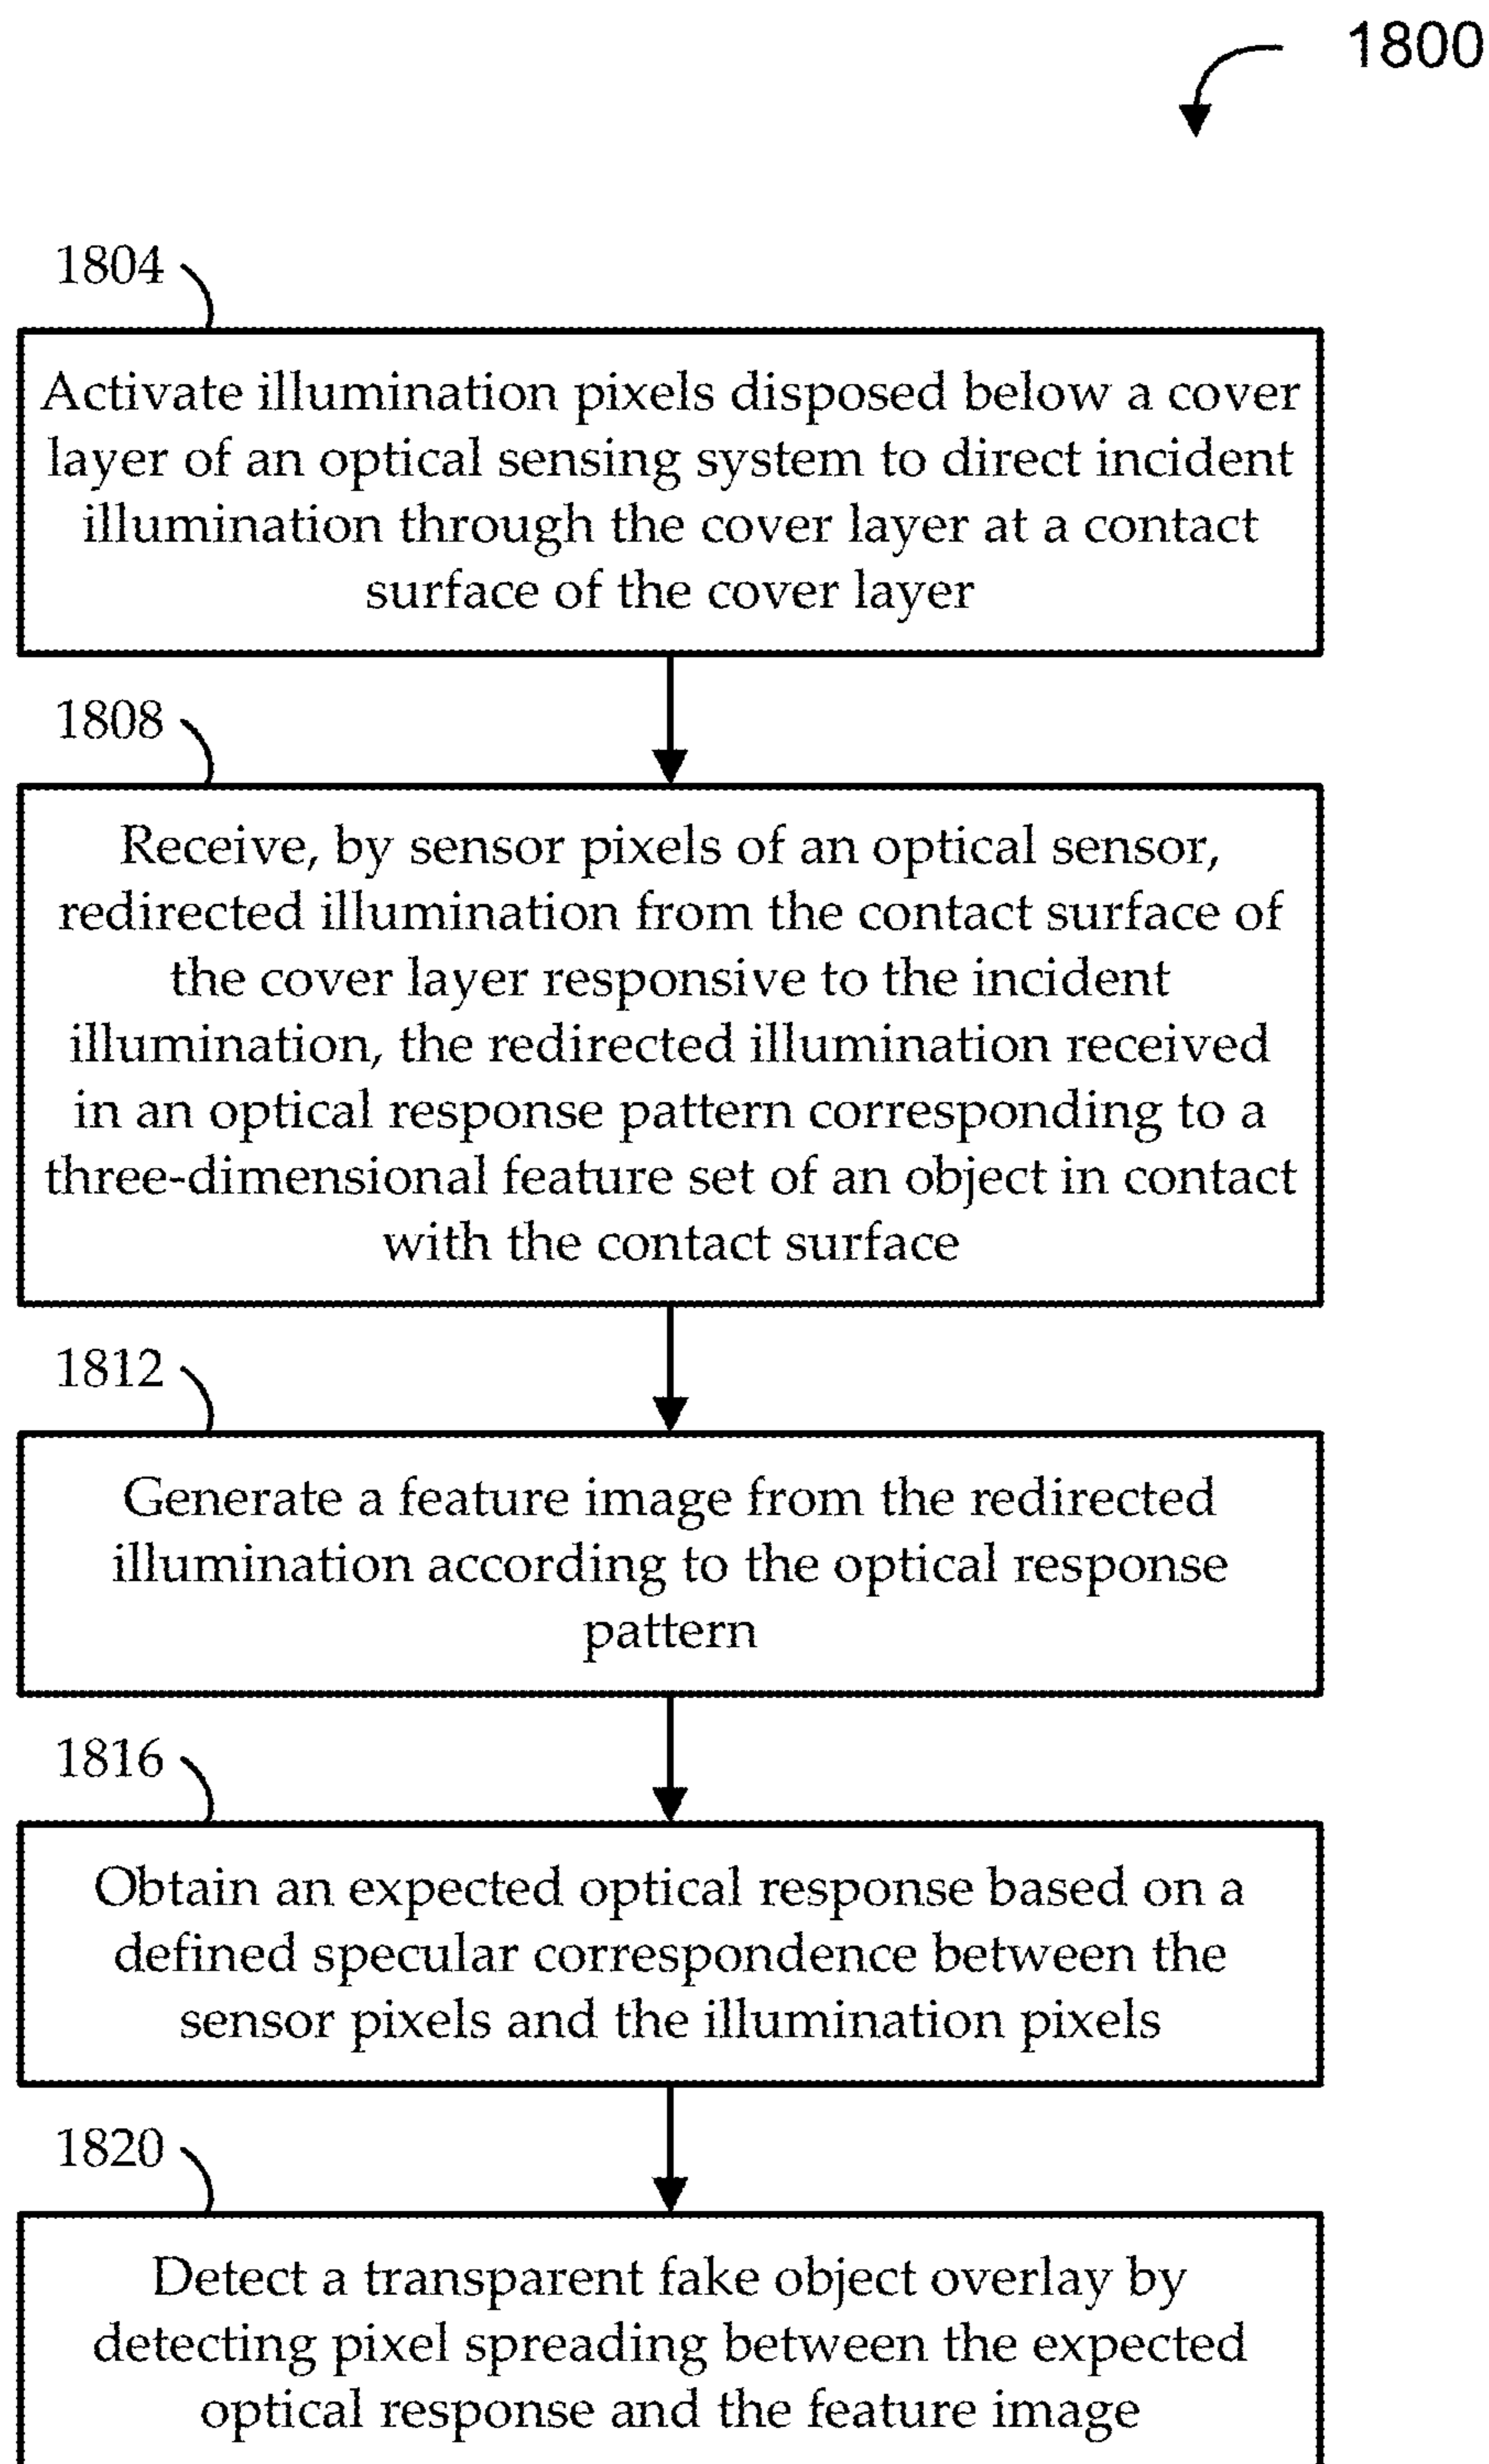 1800
1804
Activate illumination pixels disposed below a cover
layer of an optical sensing system to direct incident
illumination through the cover layer at a contact
surface of the cover layer
1808
Receive, by sensor pixels of an optical sensor,
redirected illumination from the contact surface of
the cover layer responsive to the incident
illumination, the redirected illumination received
in an optical response pattern corresponding to a
three-dimensional feature set of an object in contact
with the contact surface
1812
Generate a feature image from the redirected
illumination according to the optical response
pattern
1816
Obtain an expected optical response based on a
defined specular correspondence between the
sensor pixels and the illumination pixels
1820
Detect a transparent fake object overlay by
detecting pixel spreading between the expected
optical response and the feature image